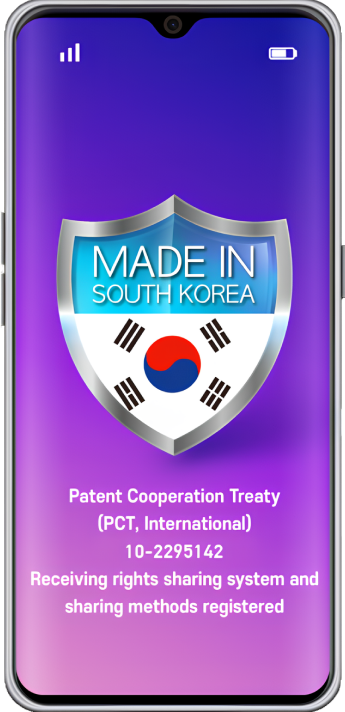 MADE IN
SOUTH KOREA
Patent Cooperation Treaty
(PCT, International)
10-2295142
Receiving rights sharing system and
sharing methods registered